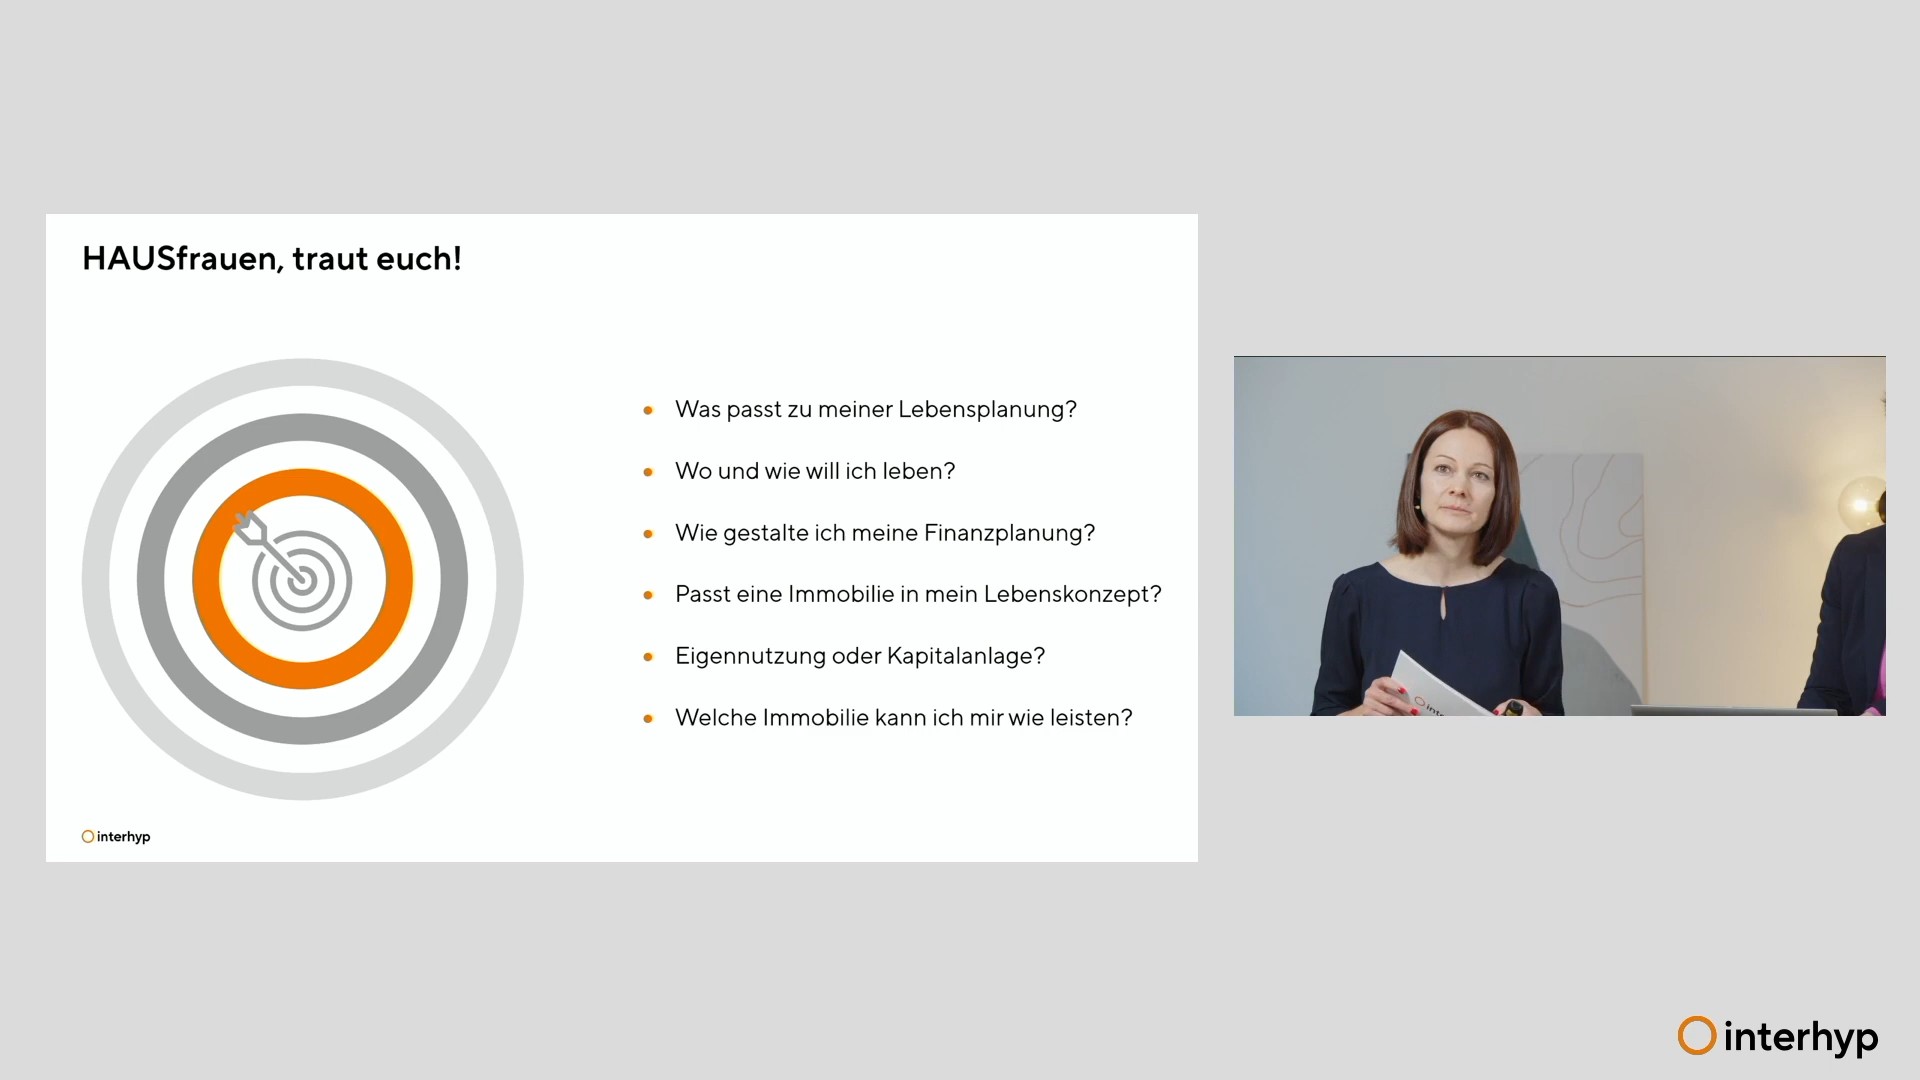 HAUSfrauen, traut euch!
Was passt zu meiner Lebensplanung?
Wo und wie will ich leben?
Wie gestalte ich meine Finanzplanung?
Passt eine Immobilie in mein Lebenskonzept?
Eigennutzung oder Kapitalanlage?
Welche Immobilie kann ich mir wie leisten?
interhyp
interhyp